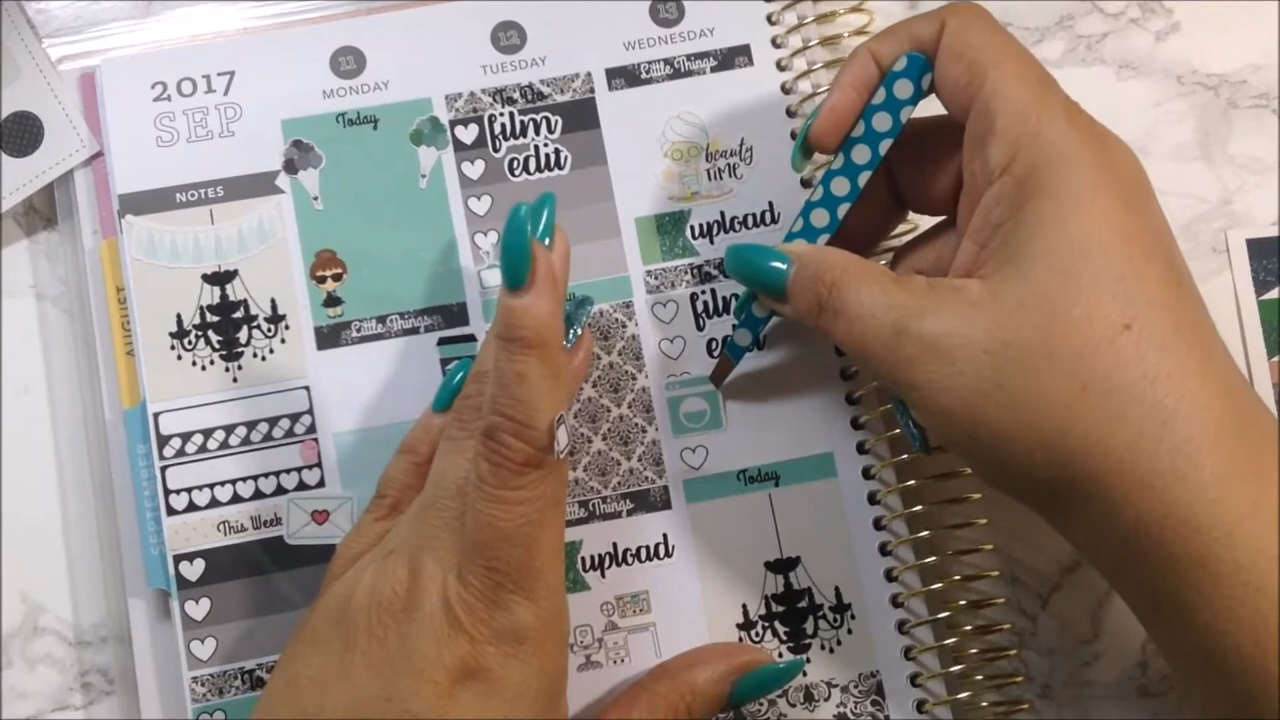 2017
SEP
11
MONDAY
12
TUESDAY
13
WEDNESDAY
AUGUST
SEPTEMBER
NOTES
This Week
Today
Little Things
To Do
film
edit
Little Things
upload
Little Things
beauty
TIME
upload
film
edit
Today